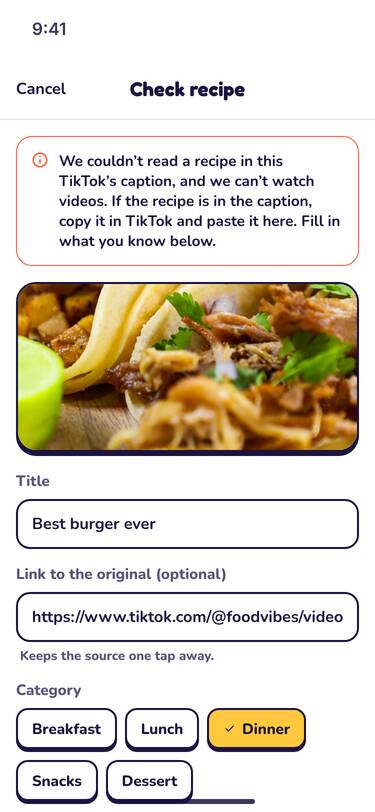 9:41
Cancel
Check recipe
We couldn’t read a recipe in this
TikTok’s caption, and we can’t watch
videos. If the recipe is in the caption,
copy it in TikTok and paste it here. Fill in
what you know below.
Title
Best burger ever
Link to the original (optional)
https://www.tiktok.com/@foodvibes/video
Keeps the source one tap away.
Category
Breakfast
Lunch
Dinner
Snacks
Dessert